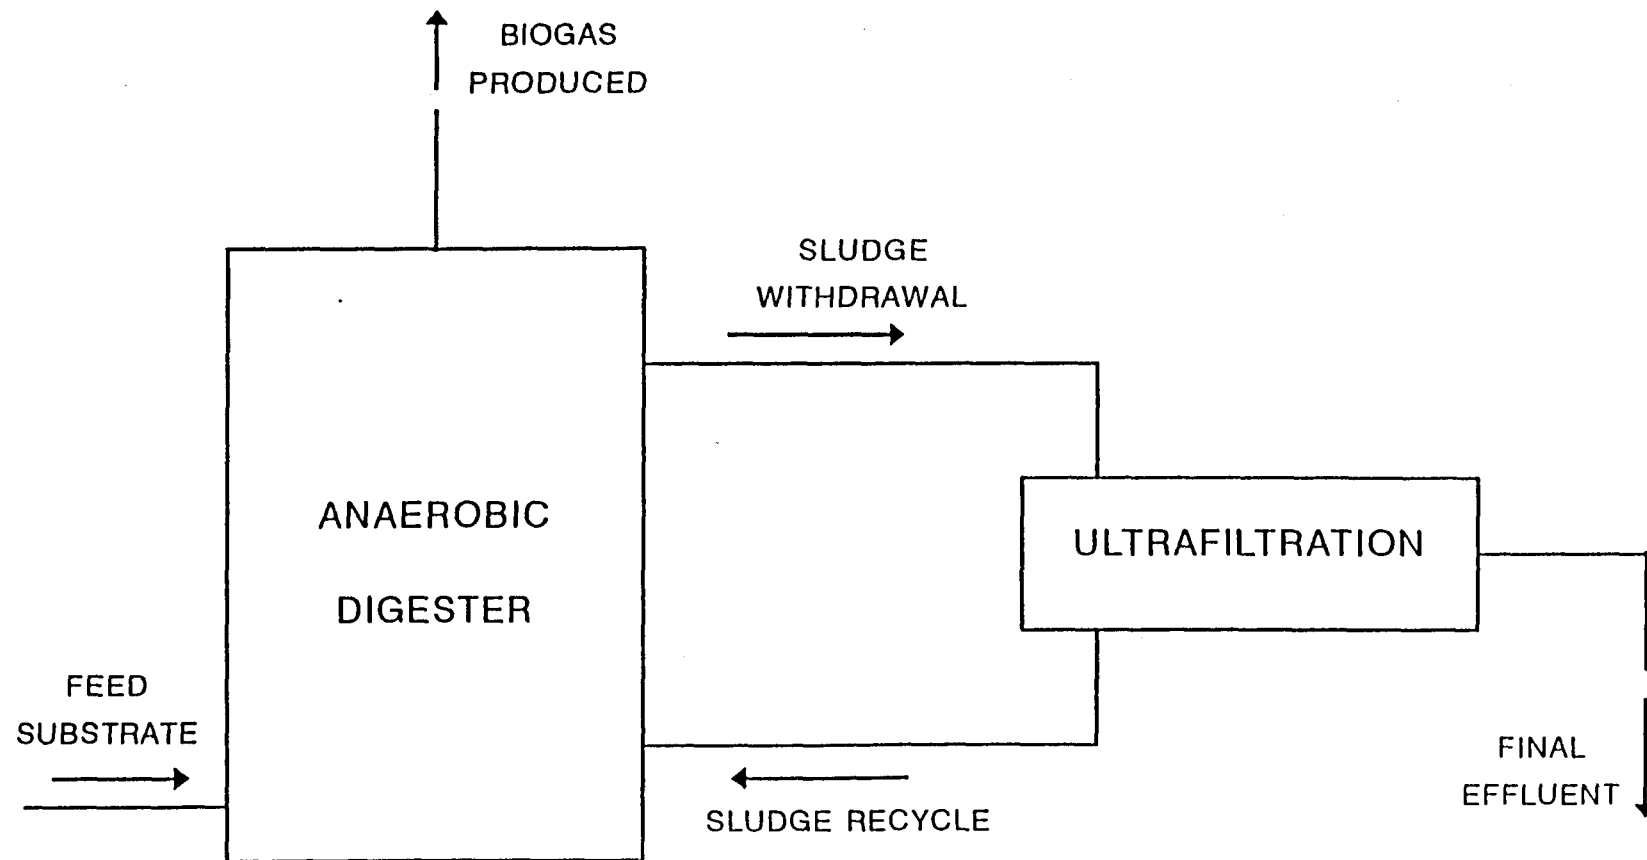 BIOGAS
PRODUCED
SLUDGE
WITHDRAWAL
ANAEROBIC
DIGESTER
ULTRAFILTRATION
FEED
SUBSTRATE
SLUDGE RECYCLE
FINAL
EFFLUENT